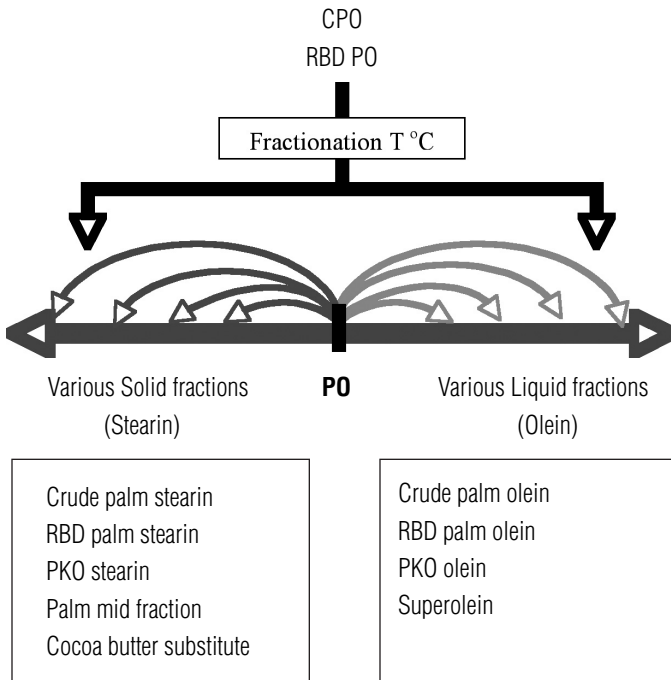 CPO
RBD PO
Fractionation T °C
Various Solid fractions
(Stearin)
PO
Various Liquid fractions
(Olein)
Crude palm stearin
RBD palm stearin
PKO stearin
Palm mid fraction
Cocoa butter substitute
Crude palm olein
RBD palm olein
PKO olein
Superolein